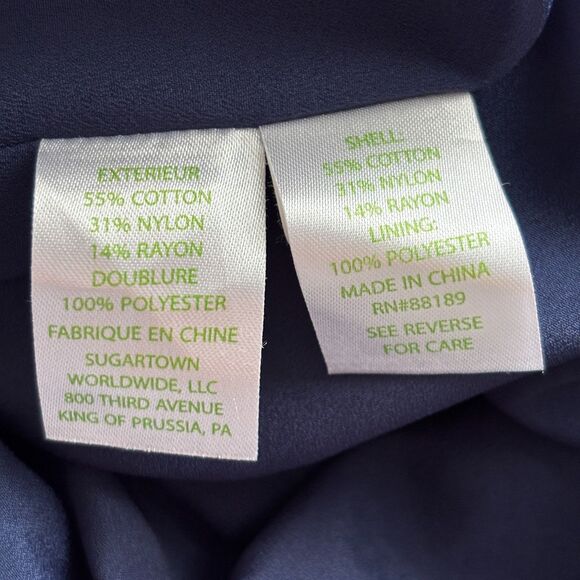 EXTERIEUR
55% COTTON
31% NYLON
14% RAYON
DOUBLURE
100% POLYESTER
FABRIQUE EN CHINE
SUGARTOWN
WORLDWIDE, LLC
800 THIRD AVENUE
KING OF PRUSSIA, PA
SHELL:
55% COTTON
31% NYLON
14% RAYON
LINING:
100% POLYESTER
MADE IN CHINA
RN#88189
SEE REVERSE
FOR CARE